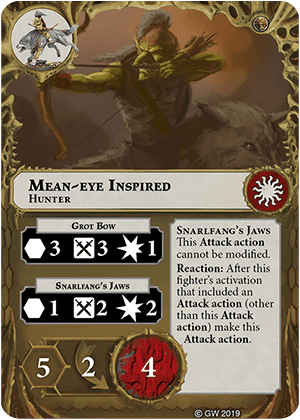 Mean-eye Inspired
Hunter
Grot Bow
3 3 1
Snarlfang's Jaws
1 2 2
Snarlfang's Jaws
This Attack action
cannot be modified.
Reaction: After this
fighter's activation
that included an
Attack action (other
than this Attack
action) make this
Attack action.
5 2 4
© GW 2019